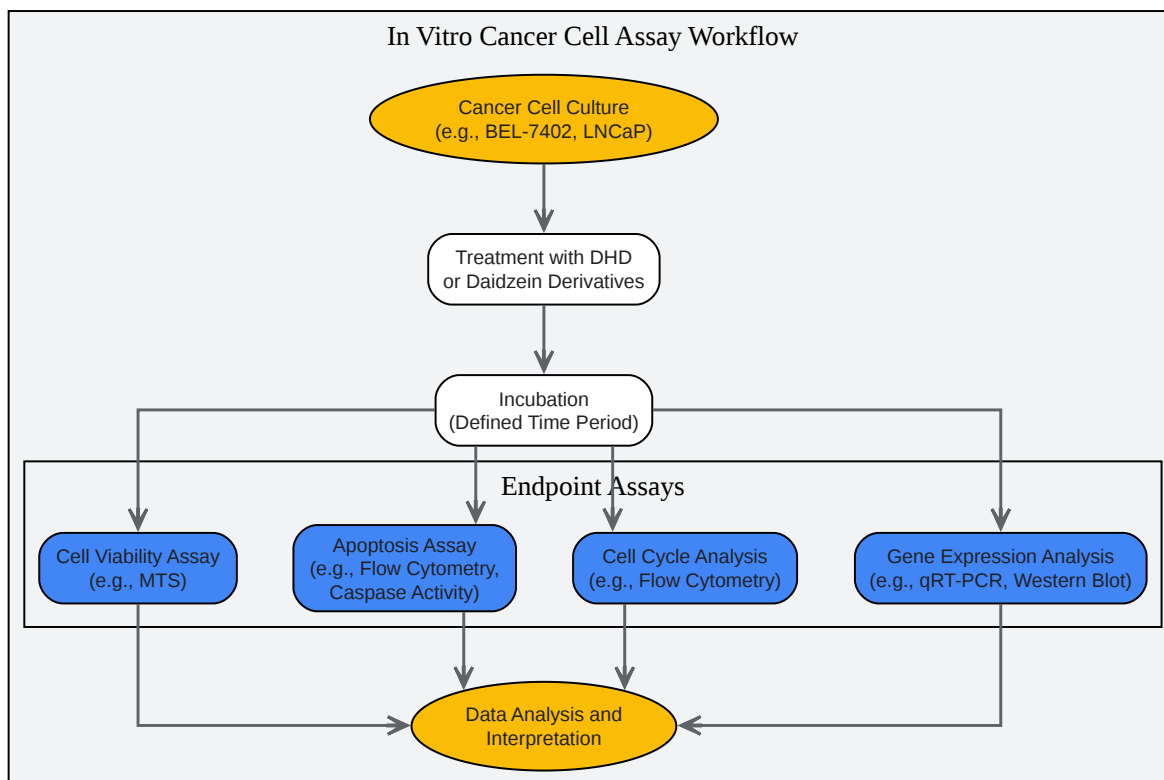 In Vitro Cancer Cell Assay Workflow
Cancer Cell Culture
(e.g., BEL-7402, LNCaP)
Treatment with DHD
or Daidzein Derivatives
Incubation
(Defined Time Period)
Endpoint Assays
Cell Viability Assay
(e.g., MTS)
Apoptosis Assay
(e.g., Flow Cytometry,
Caspase Activity)
Cell Cycle Analysis
(e.g., Flow Cytometry)
Gene Expression Analysis
(e.g., qRT-PCR, Western Blot)
Data Analysis and
Interpretation